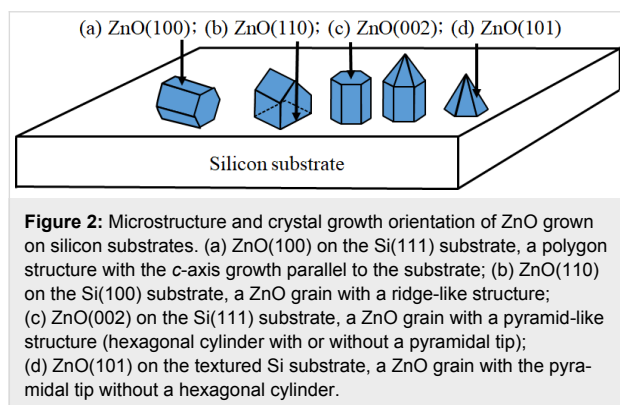 (a) ZnO(100); (b) ZnO(110); (c) ZnO(002); (d) ZnO(101)
Silicon substrate
Figure 2: Microstructure and crystal growth orientation of ZnO grown
on silicon substrates. (a) ZnO(100) on the Si(111) substrate, a polygon
structure with the c-axis growth parallel to the substrate; (b) ZnO(110)
on the Si(100) substrate, a ZnO grain with a ridge-like structure;
(c) ZnO(002) on the Si(111) substrate, a ZnO grain with a pyramid-like
structure (hexagonal cylinder with or without a pyramidal tip);
(d) ZnO(101) on the textured Si substrate, a ZnO grain with the pyra-
midal tip without a hexagonal cylinder.